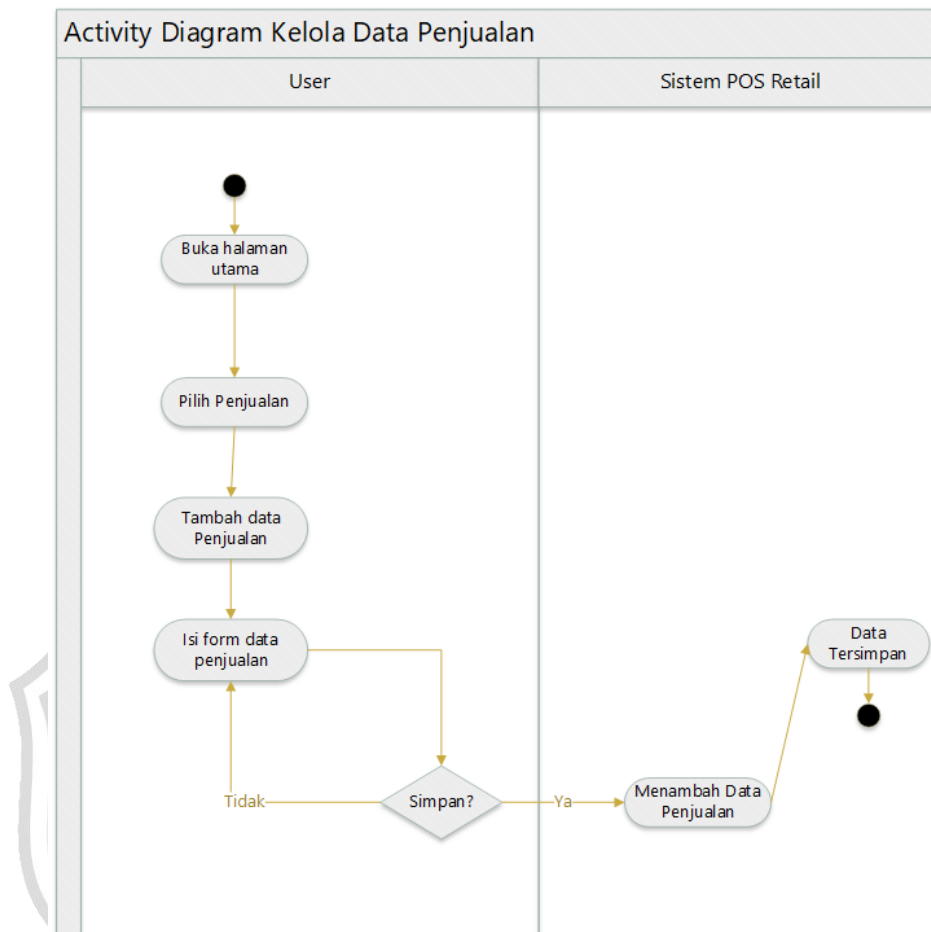 Activity Diagram Kelola Data Penjualan
User
Sistem POS Retail
Buka halaman
utama
Pilih Penjualan
Tambah data
Penjualan
Isi form data
penjualan
Simpan?
Tidak
Ya
Menambah Data
Penjualan
Data
Tersimpan